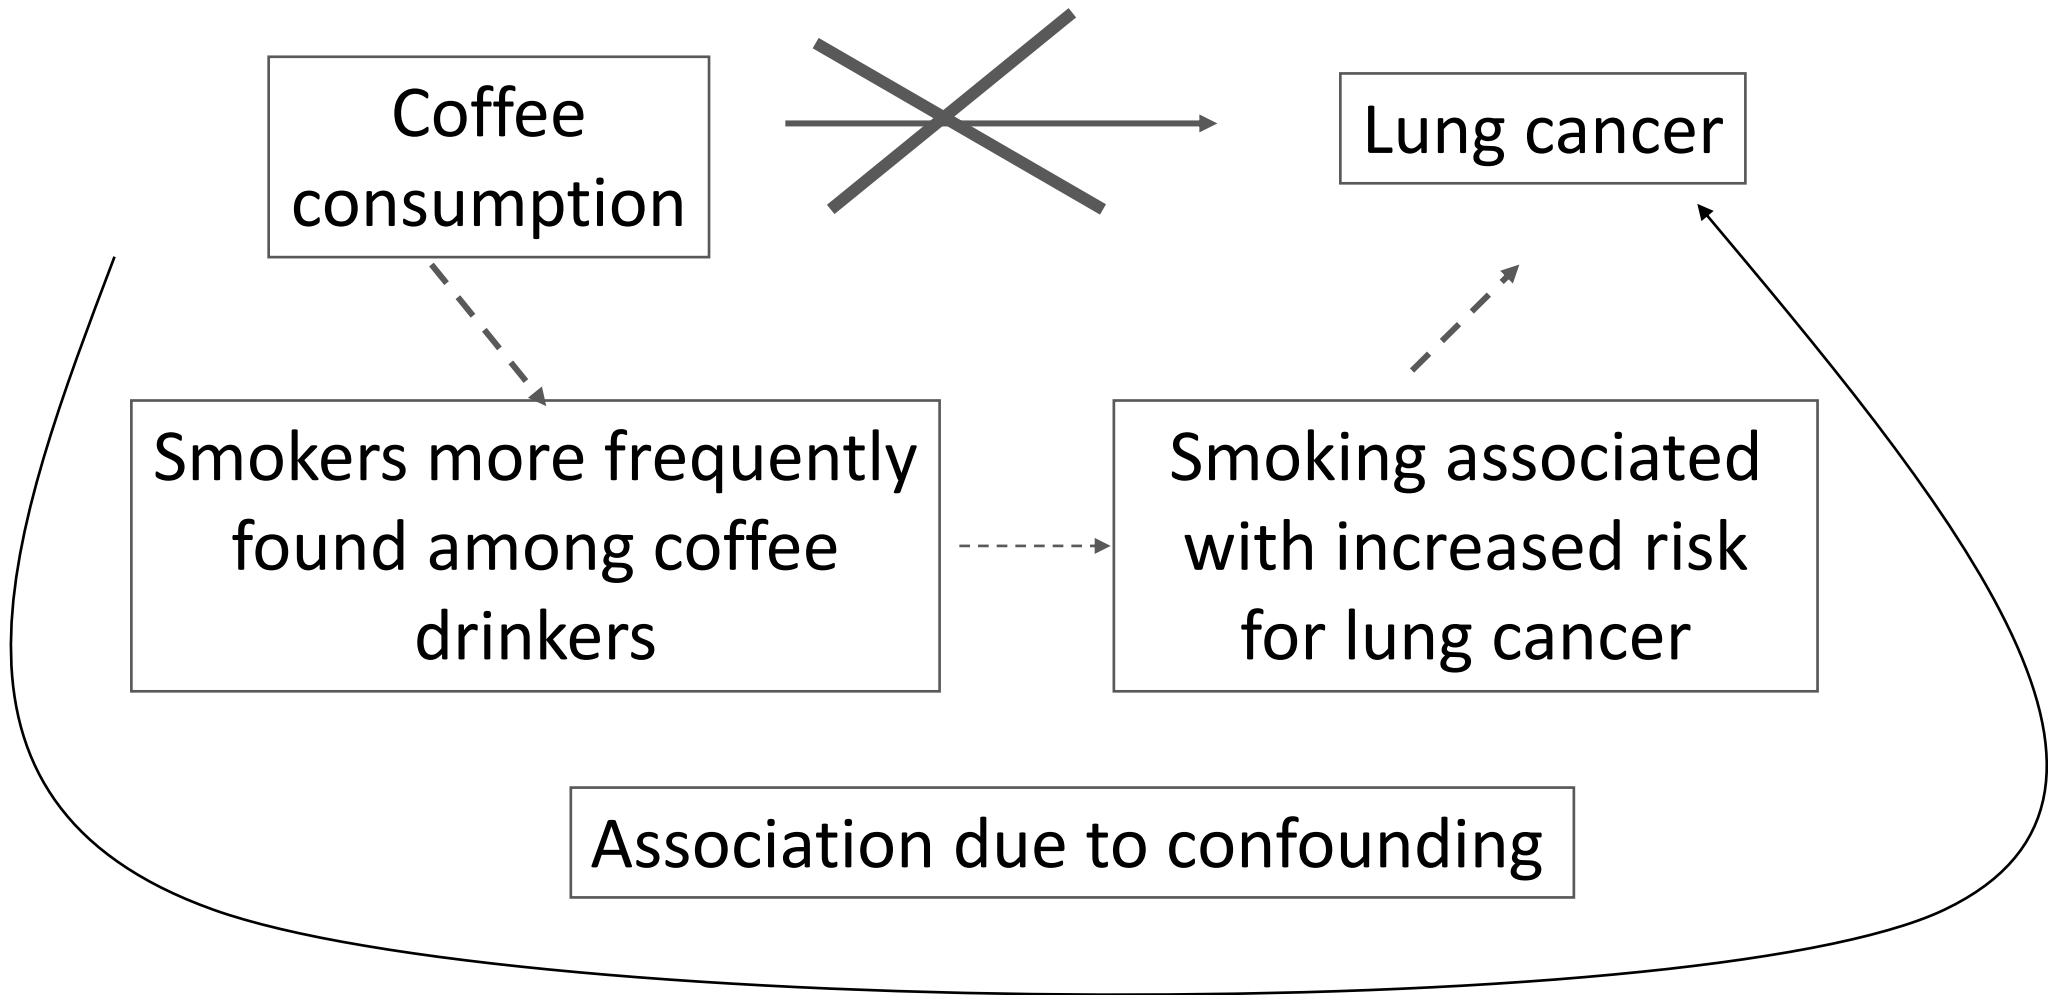 Coffee
consumption
Lung cancer
Smokers more frequently
found among coffee
drinkers
Smoking associated
with increased risk
for lung cancer
Association due to confounding